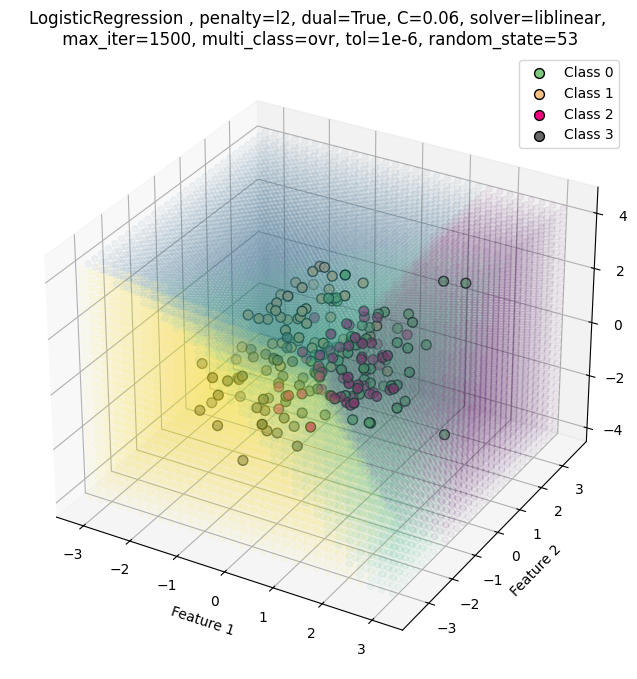 LogisticRegression , penalty=l2, dual=True, C=0.06, solver=liblinear,
max_iter=1500, multi_class=ovr, tol=1e-6, random_state=53
Class 0
Class 1
Class 2
Class 3
4
2
0
−2
−4
3
2
1
0
−1
−2
−3
Feature 2
−3
−2
−1
0
1
2
3
Feature 1